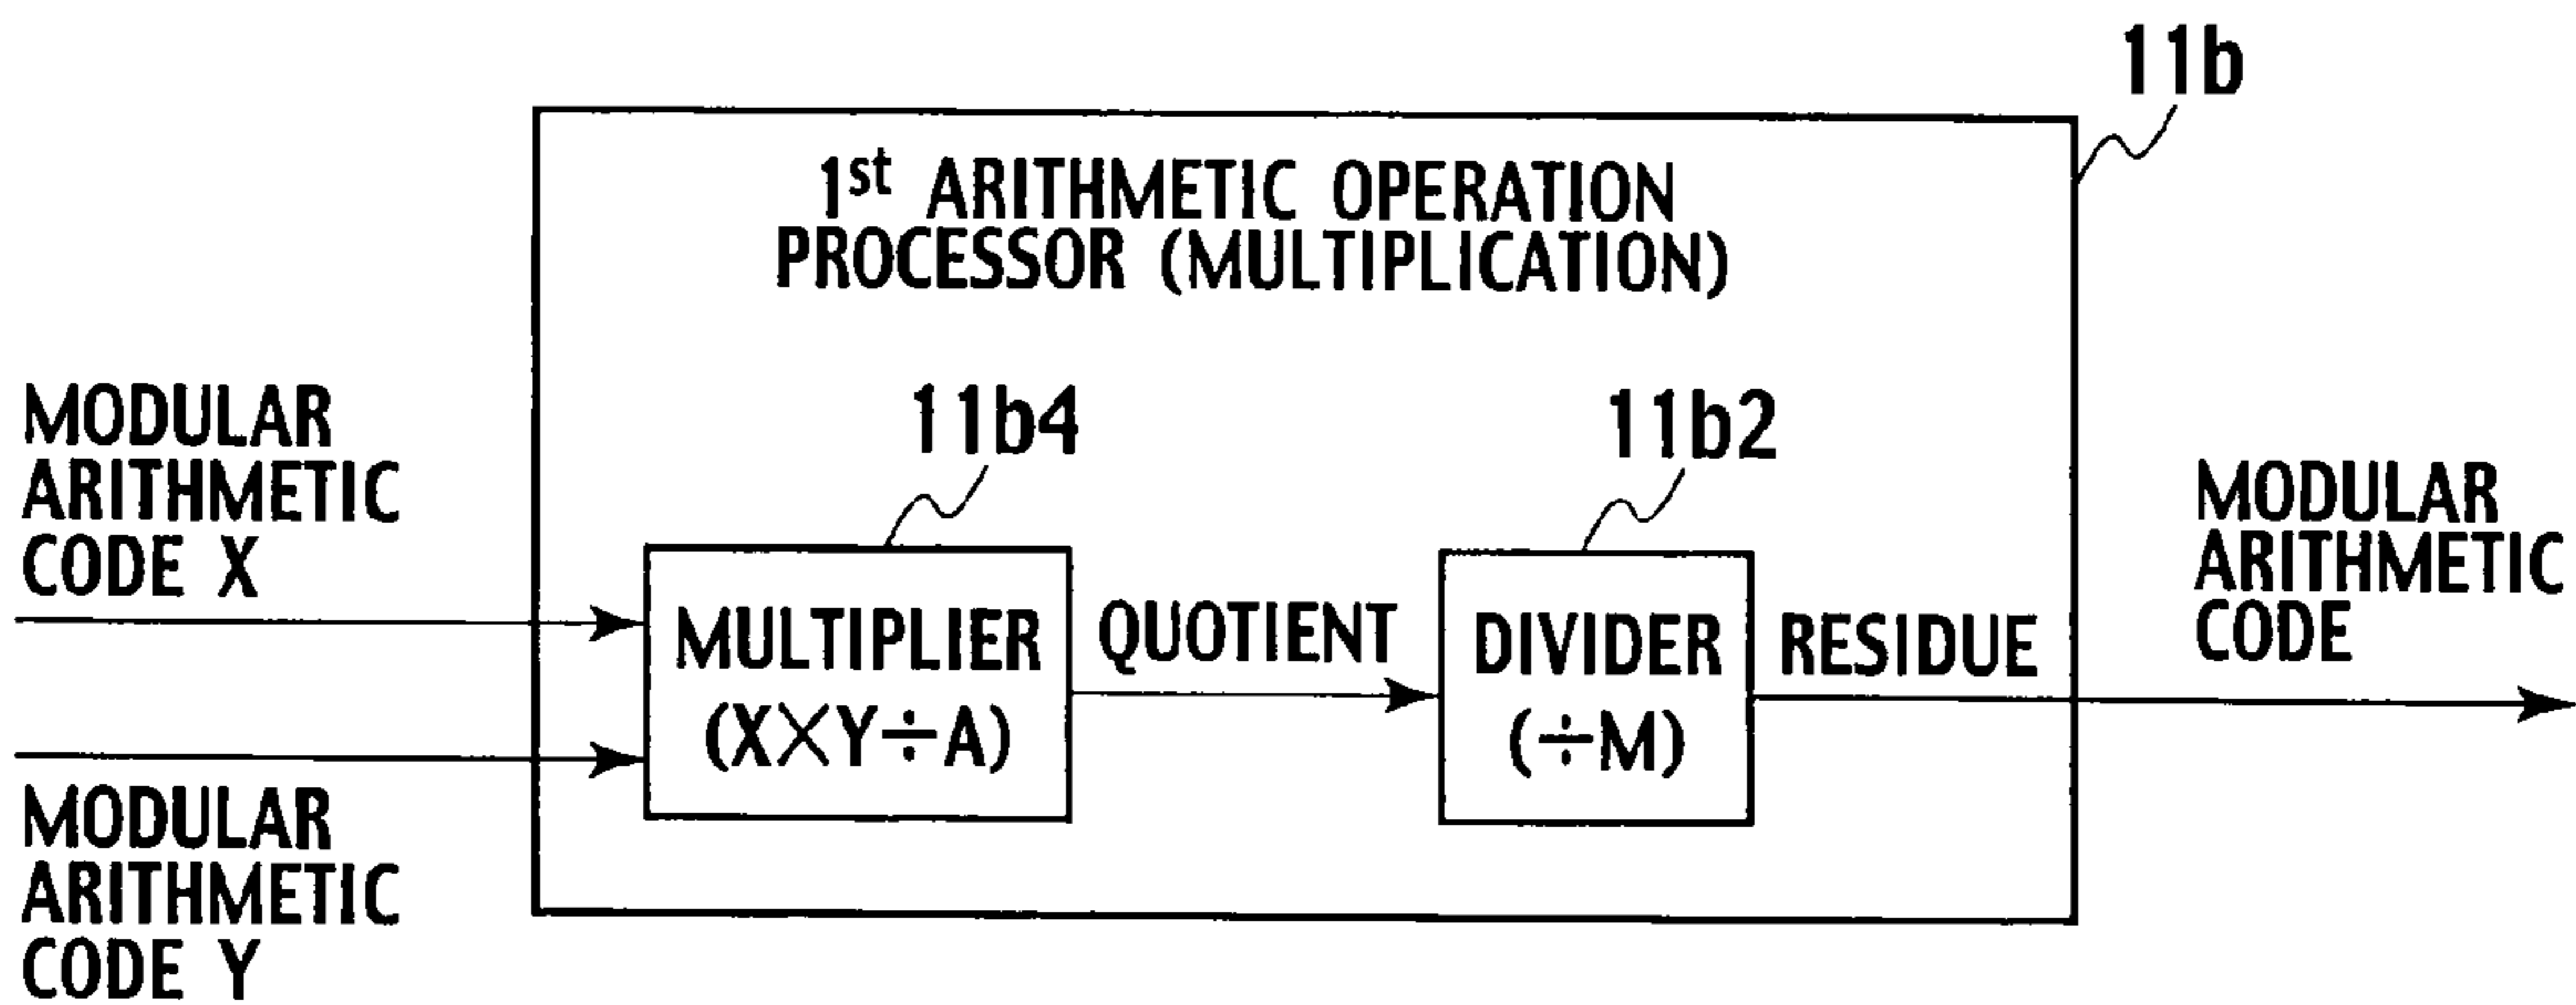 11b
1st ARITHMETIC OPERATION
PROCESSOR (MULTIPLICATION)
MODULAR
ARITHMETIC
CODE X
11b4
11b2
MODULAR
ARITHMETIC
CODE
MULTIPLIER
(X×Y÷A)
QUOTIENT
DIVIDER
(÷M)
RESIDUE
MODULAR
ARITHMETIC
CODE Y